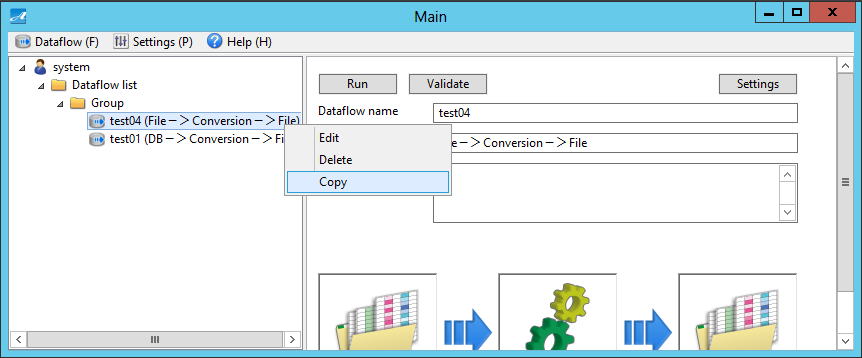 Main
Dataflow (F) Settings (P) Help (H)
system
Dataflow list
Group
test04 (File－＞Conversion－＞File)
test01 (DB－＞Conversion－＞Fi
Edit
Delete
Copy
Run Validate Settings
Dataflow name test04
e－＞Conversion－＞File